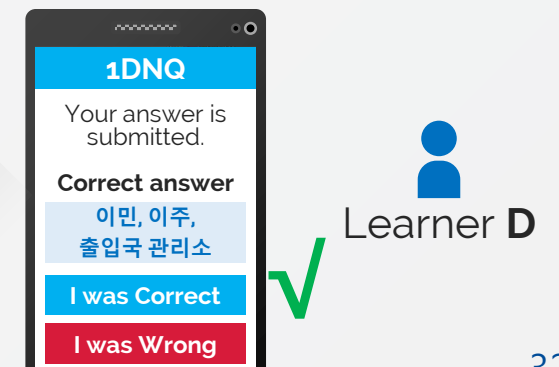 1DNQ
Your answer is
submitted.
Correct answer
이민, 이주,
출입국 관리소
I was Correct
I was Wrong
√
Learner D